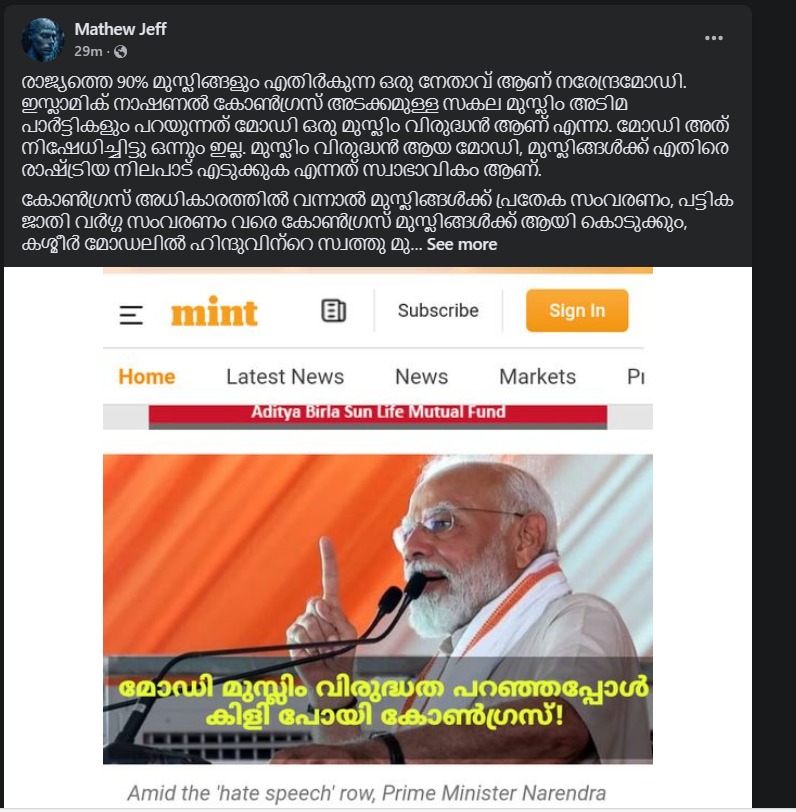 Mathew Jeff
29m ·
രാജ്യത്തെ 90% മുസ്ലിങ്ങളും എതിർകുന്ന ഒരു നേതാവ് ആണ് നരേന്ദ്രമോഡി.
ഇസ്ലാമിക് നാഷണൽ കോൺഗ്രസ് അടക്കമുള്ള സകല മുസ്ലിം അടിമ
പാർട്ടികളും പറയുന്നത് മോഡി ഒരു മുസ്ലിം വിരുദ്ധൻ ആണ് എന്നാ. മോഡി അത്
നിഷേധിച്ചിട്ടു ഒന്നും ഇല്ല. മുസ്ലിം വിരുദ്ധൻ ആയ മോഡി, മുസ്ലിങ്ങൾക്ക് എതിരെ
രാഷ്ട്രിയ നിലപാട് എടുക്കുക എന്നത് സ്വാഭാവികം ആണ്.
കോൺഗ്രസ് അധികാരത്തിൽ വന്നാൽ മുസ്ലിങ്ങൾക്ക് പ്രതേക സംവരണം, പട്ടിക
ജാതി വർഗ്ഗ സംവരണം വരെ കോൺഗ്രസ് മുസ്ലിങ്ങൾക്ക് ആയി കൊടുക്കും,
കശ്മീർ മോഡലിൽ ഹിന്ദുവിന്റെ സ്വത്തു മു... See more
mint
Subscribe
Sign In
Home Latest News News Markets
Aditya Birla Sun Life Mutual Fund
മോഡി മുസ്ലിം വിരുദ്ധത പറഞ്ഞപ്പോൾ
കിളി പോയി കോൺഗ്രസ്!
Amid the 'hate speech' row, Prime Minister Narendra